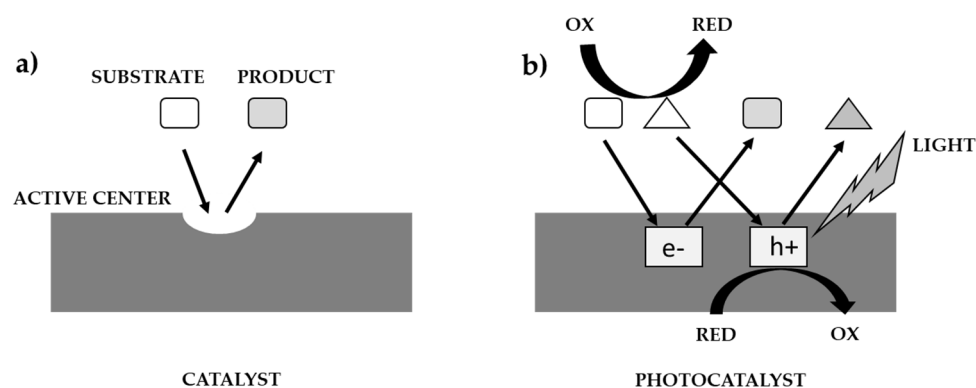 a)
SUBSTRATE PRODUCT
ACTIVE CENTER
CATALYST
b)
OX RED
LIGHT
e- h+
RED OX
PHOTOCATALYST